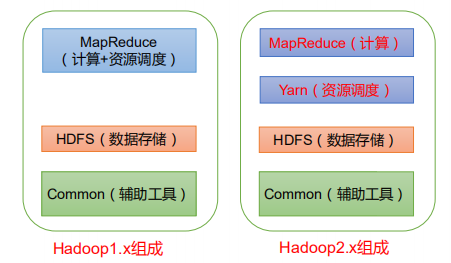 MapReduce
（计算+资源调度）
HDFS（数据存储）
Common（辅助工具）
Hadoop1.x组成
MapReduce（计算）
Yarn（资源调度）
HDFS（数据存储）
Common（辅助工具）
Hadoop2.x组成